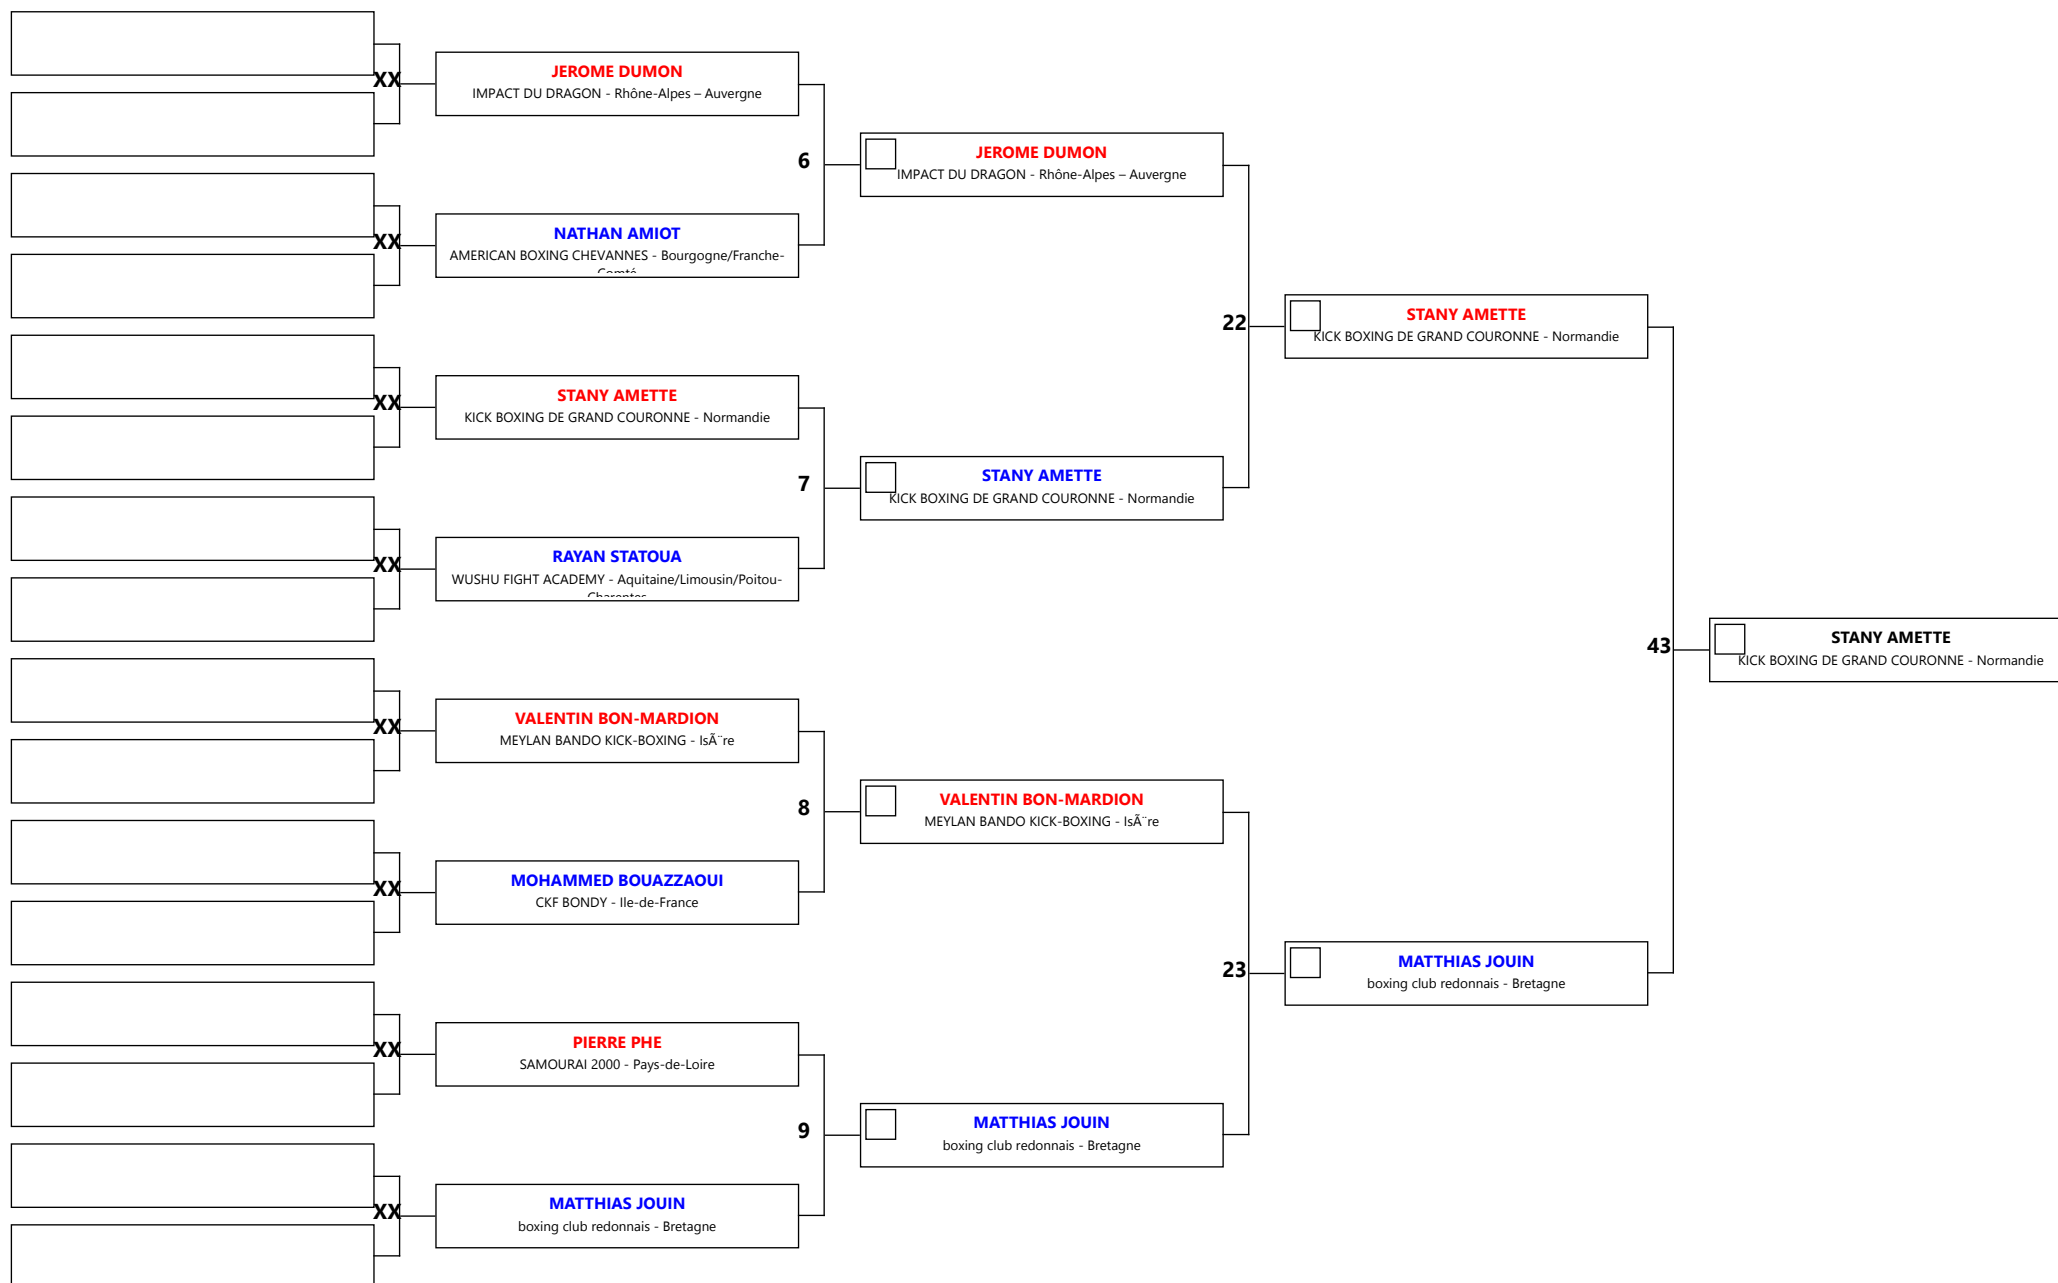 XX
JEROME DUMON
IMPACT DU DRAGON - Rhône-Alpes – Auvergne
XX
NATHAN AMIOT
AMERICAN BOXING CHEVANNES - Bourgogne/Franche-
Comté
6
JEROME DUMON
IMPACT DU DRAGON - Rhône-Alpes – Auvergne
XX
STANY AMETTE
KICK BOXING DE GRAND COURONNE - Normandie
XX
RAYAN STATOUA
WUSHU FIGHT ACADEMY - Aquitaine/Limousin/Poitou-
Charentes
7
STANY AMETTE
KICK BOXING DE GRAND COURONNE - Normandie
22
STANY AMETTE
KICK BOXING DE GRAND COURONNE - Normandie
XX
VALENTIN BON-MARDION
MEYLAN BANDO KICK-BOXING - IsÃ¨re
XX
MOHAMMED BOUAZZAOUI
CKF BONDY - Ile-de-France
8
VALENTIN BON-MARDION
MEYLAN BANDO KICK-BOXING - IsÃ¨re
XX
PIERRE PHE
SAMOURAI 2000 - Pays-de-Loire
XX
MATTHIAS JOUIN
boxing club redonnais - Bretagne
9
MATTHIAS JOUIN
boxing club redonnais - Bretagne
23
MATTHIAS JOUIN
boxing club redonnais - Bretagne
43
STANY AMETTE
KICK BOXING DE GRAND COURONNE - Normandie